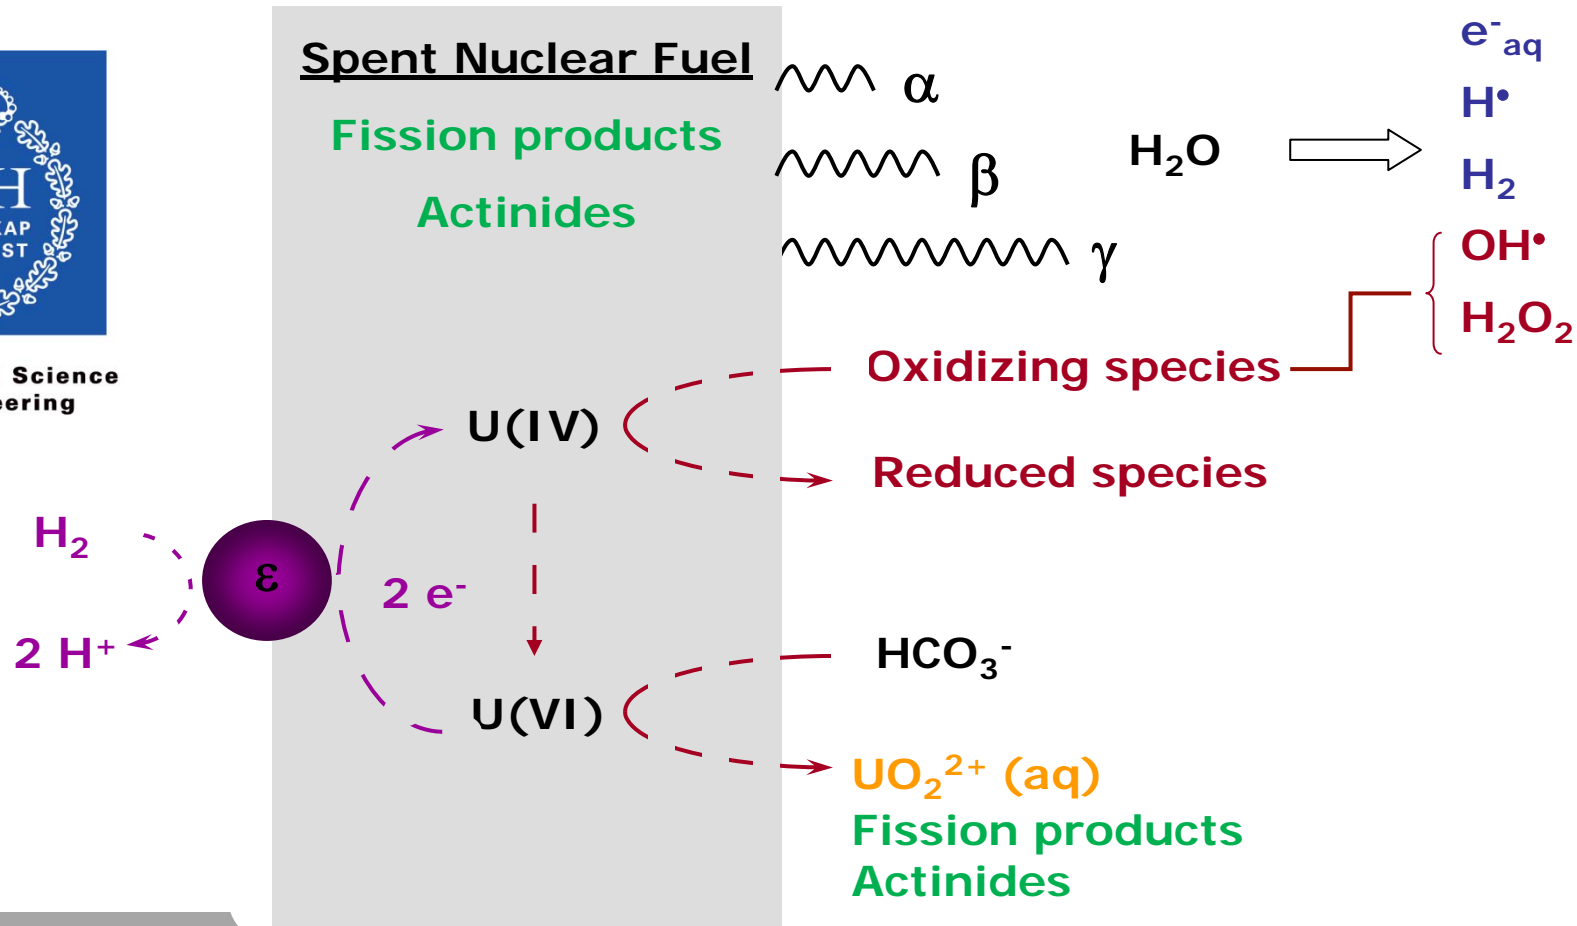 Spent Nuclear Fuel
Fission products
Actinides
α
β
γ
H₂O
e⁻aq
H•
H₂
OH•
H₂O₂
Oxidizing species
Reduced species
U(IV)
H₂
ε
2 e⁻
2 H⁺
U(VI)
HCO₃⁻
UO₂²⁺ (aq)
Fission products
Actinides
Science